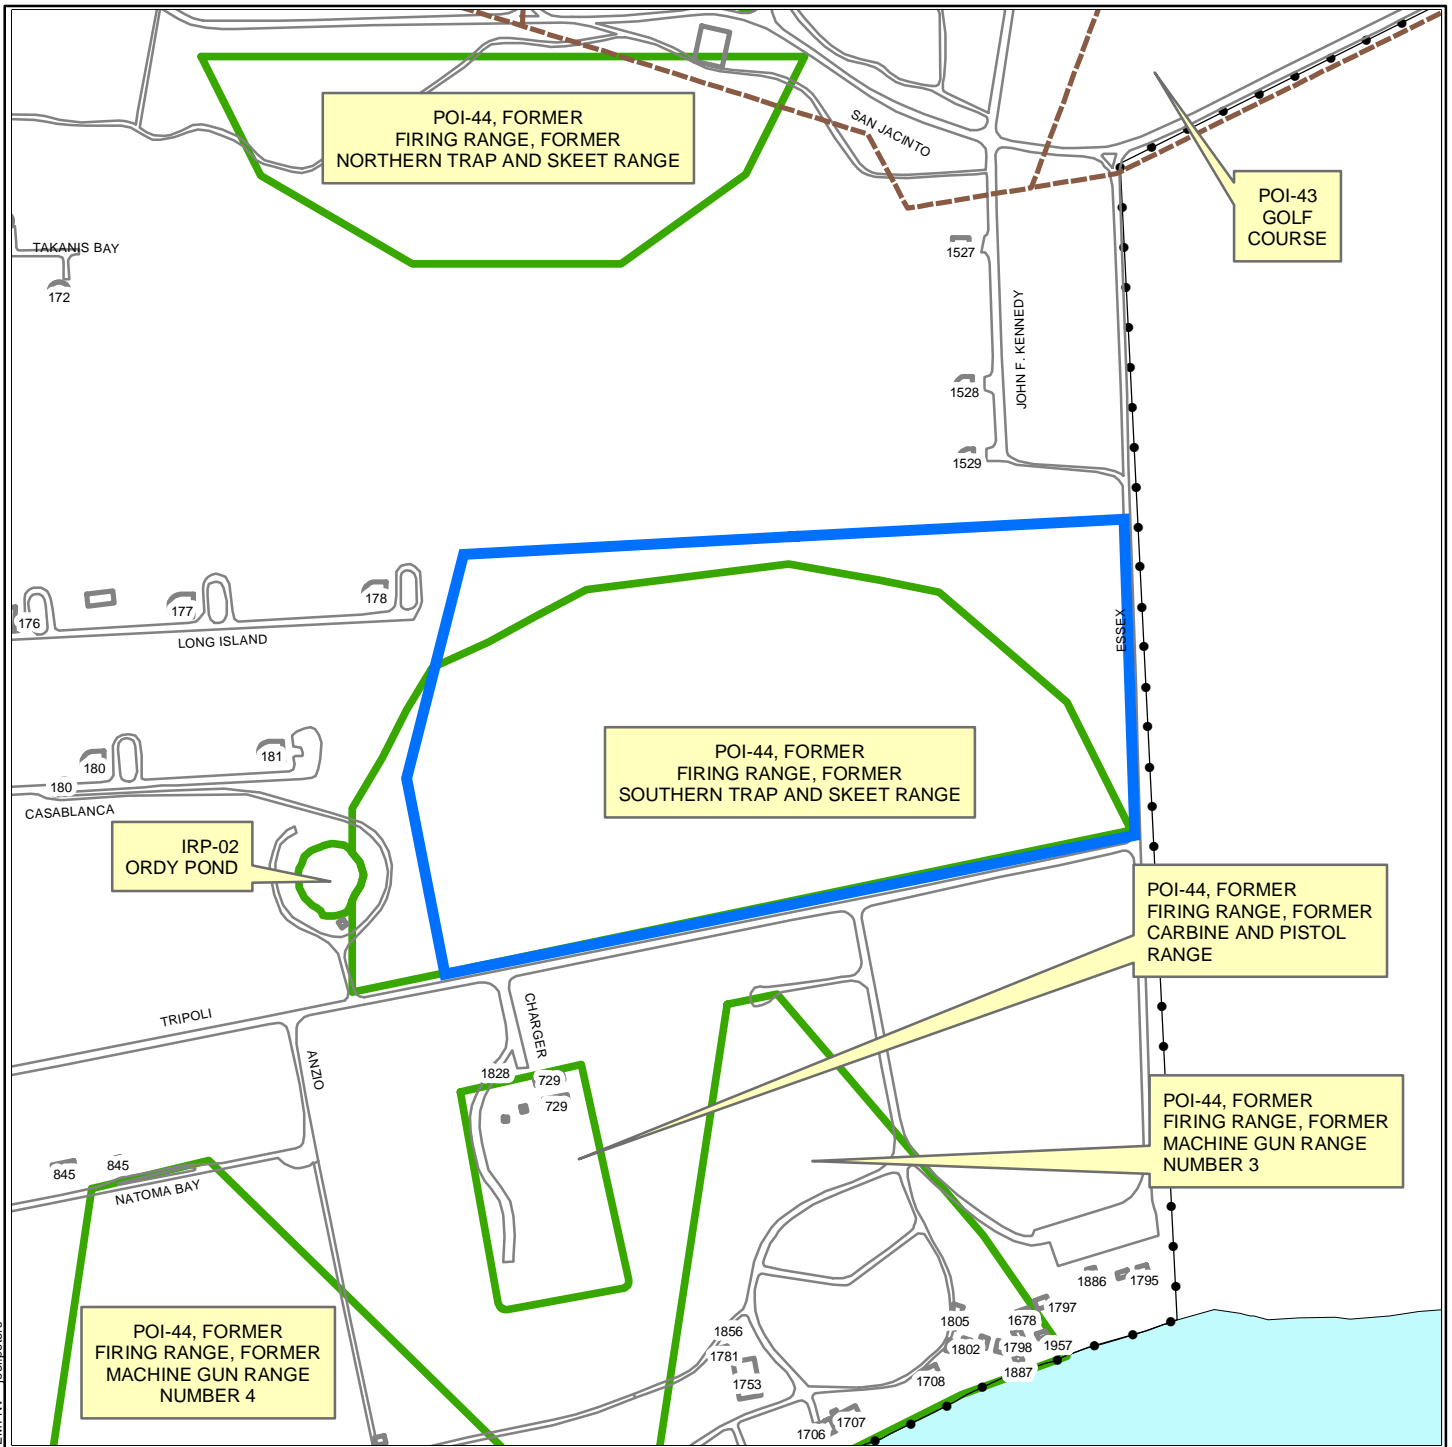 POI-44, FORMER
FIRING RANGE, FORMER
NORTHERN TRAP AND SKEET RANGE
SAN JACINTO
POI-43
GOLF
COURSE
TAKANIS BAY
172
1527
JOHN F. KENNEDY
1528
1529
176
177
178
LONG ISLAND
ESSEX
180
181
180
CASABLANCA
POI-44, FORMER
FIRING RANGE, FORMER
SOUTHERN TRAP AND SKEET RANGE
IRP-02
ORDY POND
POI-44, FORMER
FIRING RANGE, FORMER
CARBINE AND PISTOL
RANGE
TRIPOLI
CHARGER
ANZIO
1828
729
729
POI-44, FORMER
FIRING RANGE, FORMER
MACHINE GUN RANGE
NUMBER 3
845
845
NATOMA BAY
1886
1795
1797
1805
1678
1856
1802
1798
1957
1781
1887
1753
1708
1707
1706
POI-44, FORMER
FIRING RANGE, FORMER
MACHINE GUN RANGE
NUMBER 4